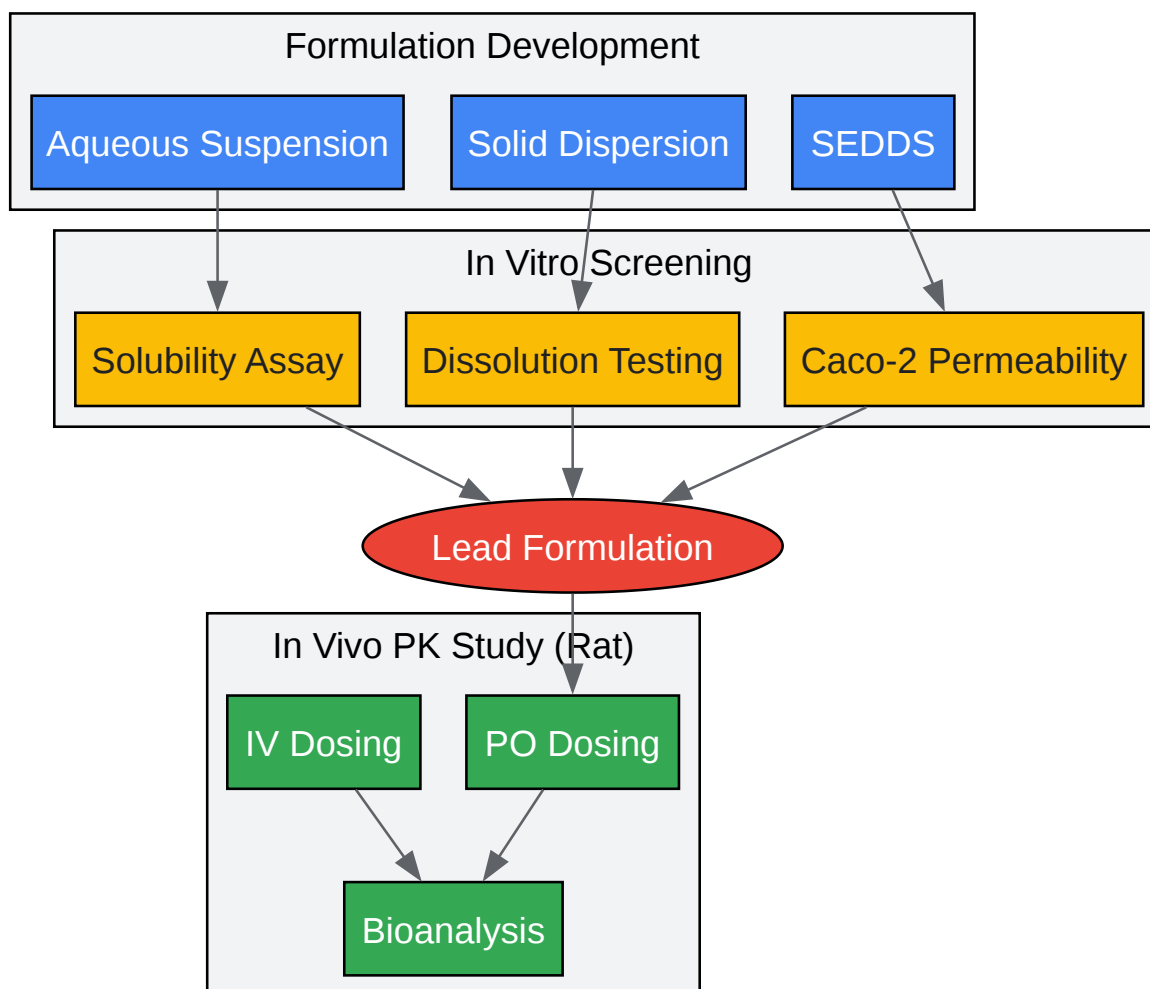 Formulation Development
Aqueous Suspension
Solid Dispersion
SEDDS
In Vitro Screening
Solubility Assay
Dissolution Testing
Caco-2 Permeability
Lead Formulation
In Vivo PK Study (Rat)
IV Dosing
PO Dosing
Bioanalysis